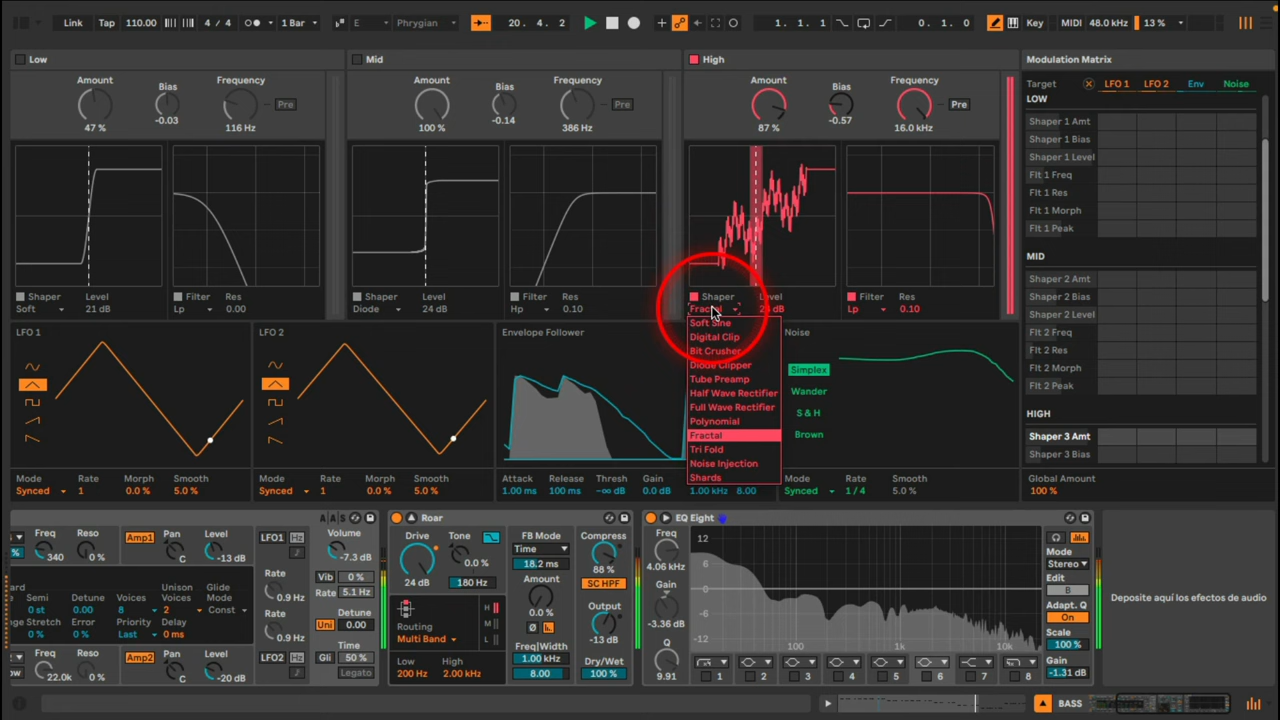 Link Tap 110.00 4 / 4 1 Bar E Phrygian 20. 4. 2 1. 1. 1 0. 1. 0 Key MIDI 48.0 kHz 13 %
Low
Amount Bias Frequency
47 % -0.03 116 Hz Pre
Shaper Level Filter Res
Soft 21 dB Lp 0.00
Mid
Amount Bias Frequency
100 % -0.14 386 Hz Pre
Shaper Level Filter Res
Diode 24 dB Hp 0.10
High
Amount Bias Frequency
87 % -0.57 16.0 kHz Pre
Shaper Level Filter Res
Fractal 24 dB Lp 0.10
Soft Sine
Digital Clip
Bit Crusher
Diode Clipper
Tube Preamp
Half Wave Rectifier
Full Wave Rectifier
Polynomial
Fractal
Tri Fold
Noise Injection
Shards
Modulation Matrix
Target LFO 1 LFO 2 Env Noise
LOW
Shaper 1 Amt
Shaper 1 Bias
Shaper 1 Level
Flt 1 Freq
Flt 1 Res
Flt 1 Morph
Flt 1 Peak
MID
Shaper 2 Amt
Shaper 2 Bias
Shaper 2 Level
Flt 2 Freq
Flt 2 Res
Flt 2 Morph
Flt 2 Peak
HIGH
Shaper 3 Amt
Shaper 3 Bias
Global Amount
100 %
LFO 1
Mode Rate Morph Smooth
Synced 1 0.0 % 5.0 %
LFO 2
Mode Rate Morph Smooth
Synced 1 0.0 % 5.0 %
Envelope Follower
Attack Release Thresh Gain
1.00 ms 100 ms -∞ dB 0.0 dB 1.00 kHz 8.00
Noise
Simplex
Wander
S & H
Brown
Mode Rate Smooth
Synced 1 / 4 5.0 %
A A S
Freq Reso
340 0 %
Amp1 Pan Level
C -13 dB
LFO1 Hz
Rate
0.9 Hz
Volume
-7.3 dB
Vib 0 %
Rate 5.1 Hz
Semi Detune Unison Voices Glide Mode
0 st 0.00 8 2 Const
Error Priority Delay
0 % 0 % Last 0 ms
Rate
0.9 Hz
Detune
Uni 0.00
Time
Gli 50 %
Legato
22.0k 0 %
Amp2 Pan Level
C -20 dB
LFO2 Hz
Roar
Drive Tone
24 dB 0.0 % 180 Hz
Routing
Multi Band
H
M
L
Low High
200 Hz 2.00 kHz
FB Mode
Time
18.2 ms
Amount
0.0 %
Ø
Freq|Width
1.00 kHz
8.00
Compress
88 %
SC HPF
Output
-13 dB
Dry/Wet
100 %
EQ Eight
Freq
4.06 kHz
Gain
-3.36 dB
Q
9.91
12
6
0
-6
-12
100 1k 10k
1 2 3 4 5 6 7 8
Mode
Stereo
Edit
B
Adapt. Q
On
Scale
100 %
Gain
-1.31 dB
Deposite aquí los efectos de audio
BASS